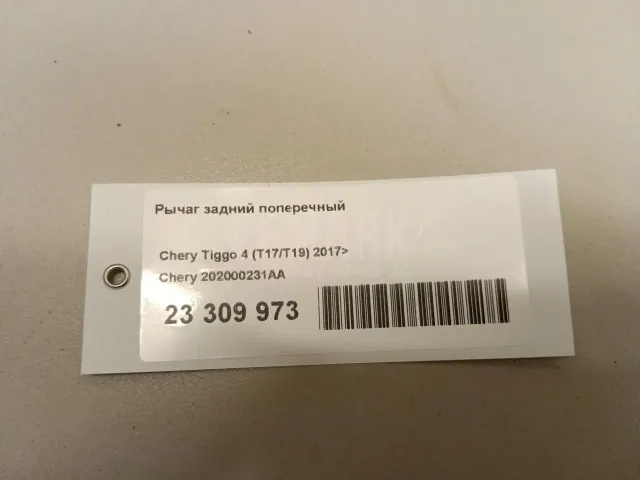 Рычаг задний поперечный
Chery Tiggo 4 (T17/T19) 2017>
Chery 202000231AA
23 309 973